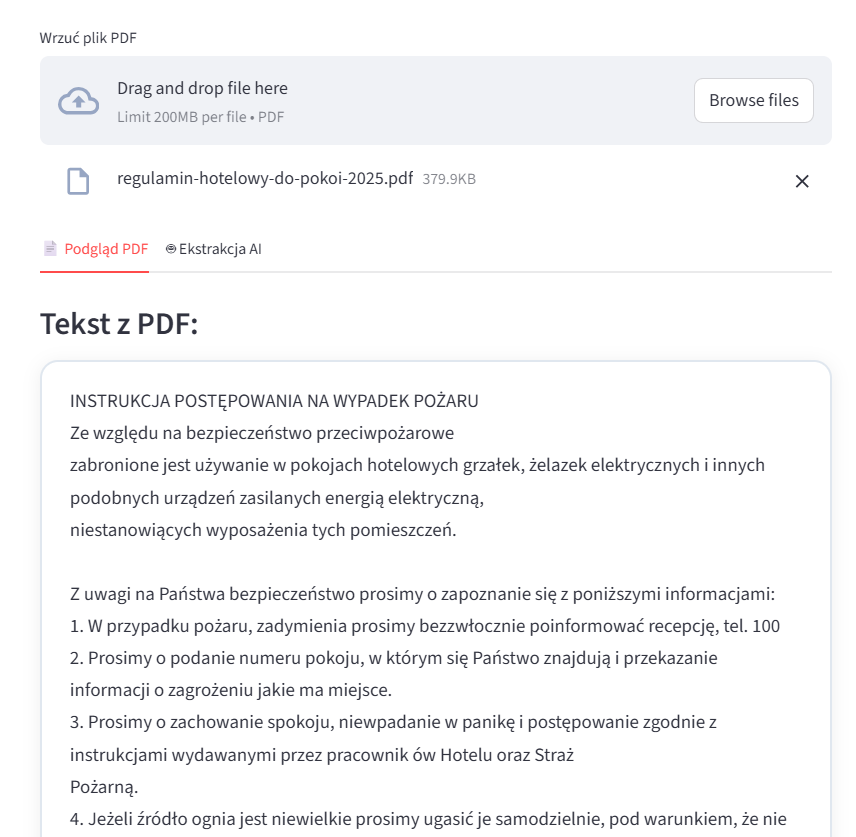 Wrzuć plik PDF
Drag and drop file here
Limit 200MB per file • PDF
Browse files
regulamin-hotelowy-do-pokoi-2025.pdf 379.9KB
Podgląd PDF
Ekstrakcja AI
Tekst z PDF:
INSTRUKCJA POSTĘPOWANIA NA WYPADEK POŻARU
Ze względu na bezpieczeństwo przeciwpożarowe
zabronione jest używanie w pokojach hotelowych grzałek, żelazek elektrycznych i innych
podobnych urządzeń zasilanych energią elektryczną,
niestanowiących wyposażenia tych pomieszczeń.
Z uwagi na Państwa bezpieczeństwo prosimy o zapoznanie się z poniższymi informacjami:
1. W przypadku pożaru, zadymienia prosimy bezzwłocznie poinformować recepcję, tel. 100
2. Prosimy o podanie numeru pokoju, w którym się Państwo znajdują i przekazanie
informacji o zagrożeniu jakie ma miejsce.
3. Prosimy o zachowanie spokoju, niewpadanie w panikę i postępowanie zgodnie z
instrukcjami wydawanymi przez pracownik ów Hotelu oraz Straż
Pożarną.
4. Jeżeli źródło ognia jest niewielkie prosimy ugasić je samodzielnie, pod warunkiem, że nie